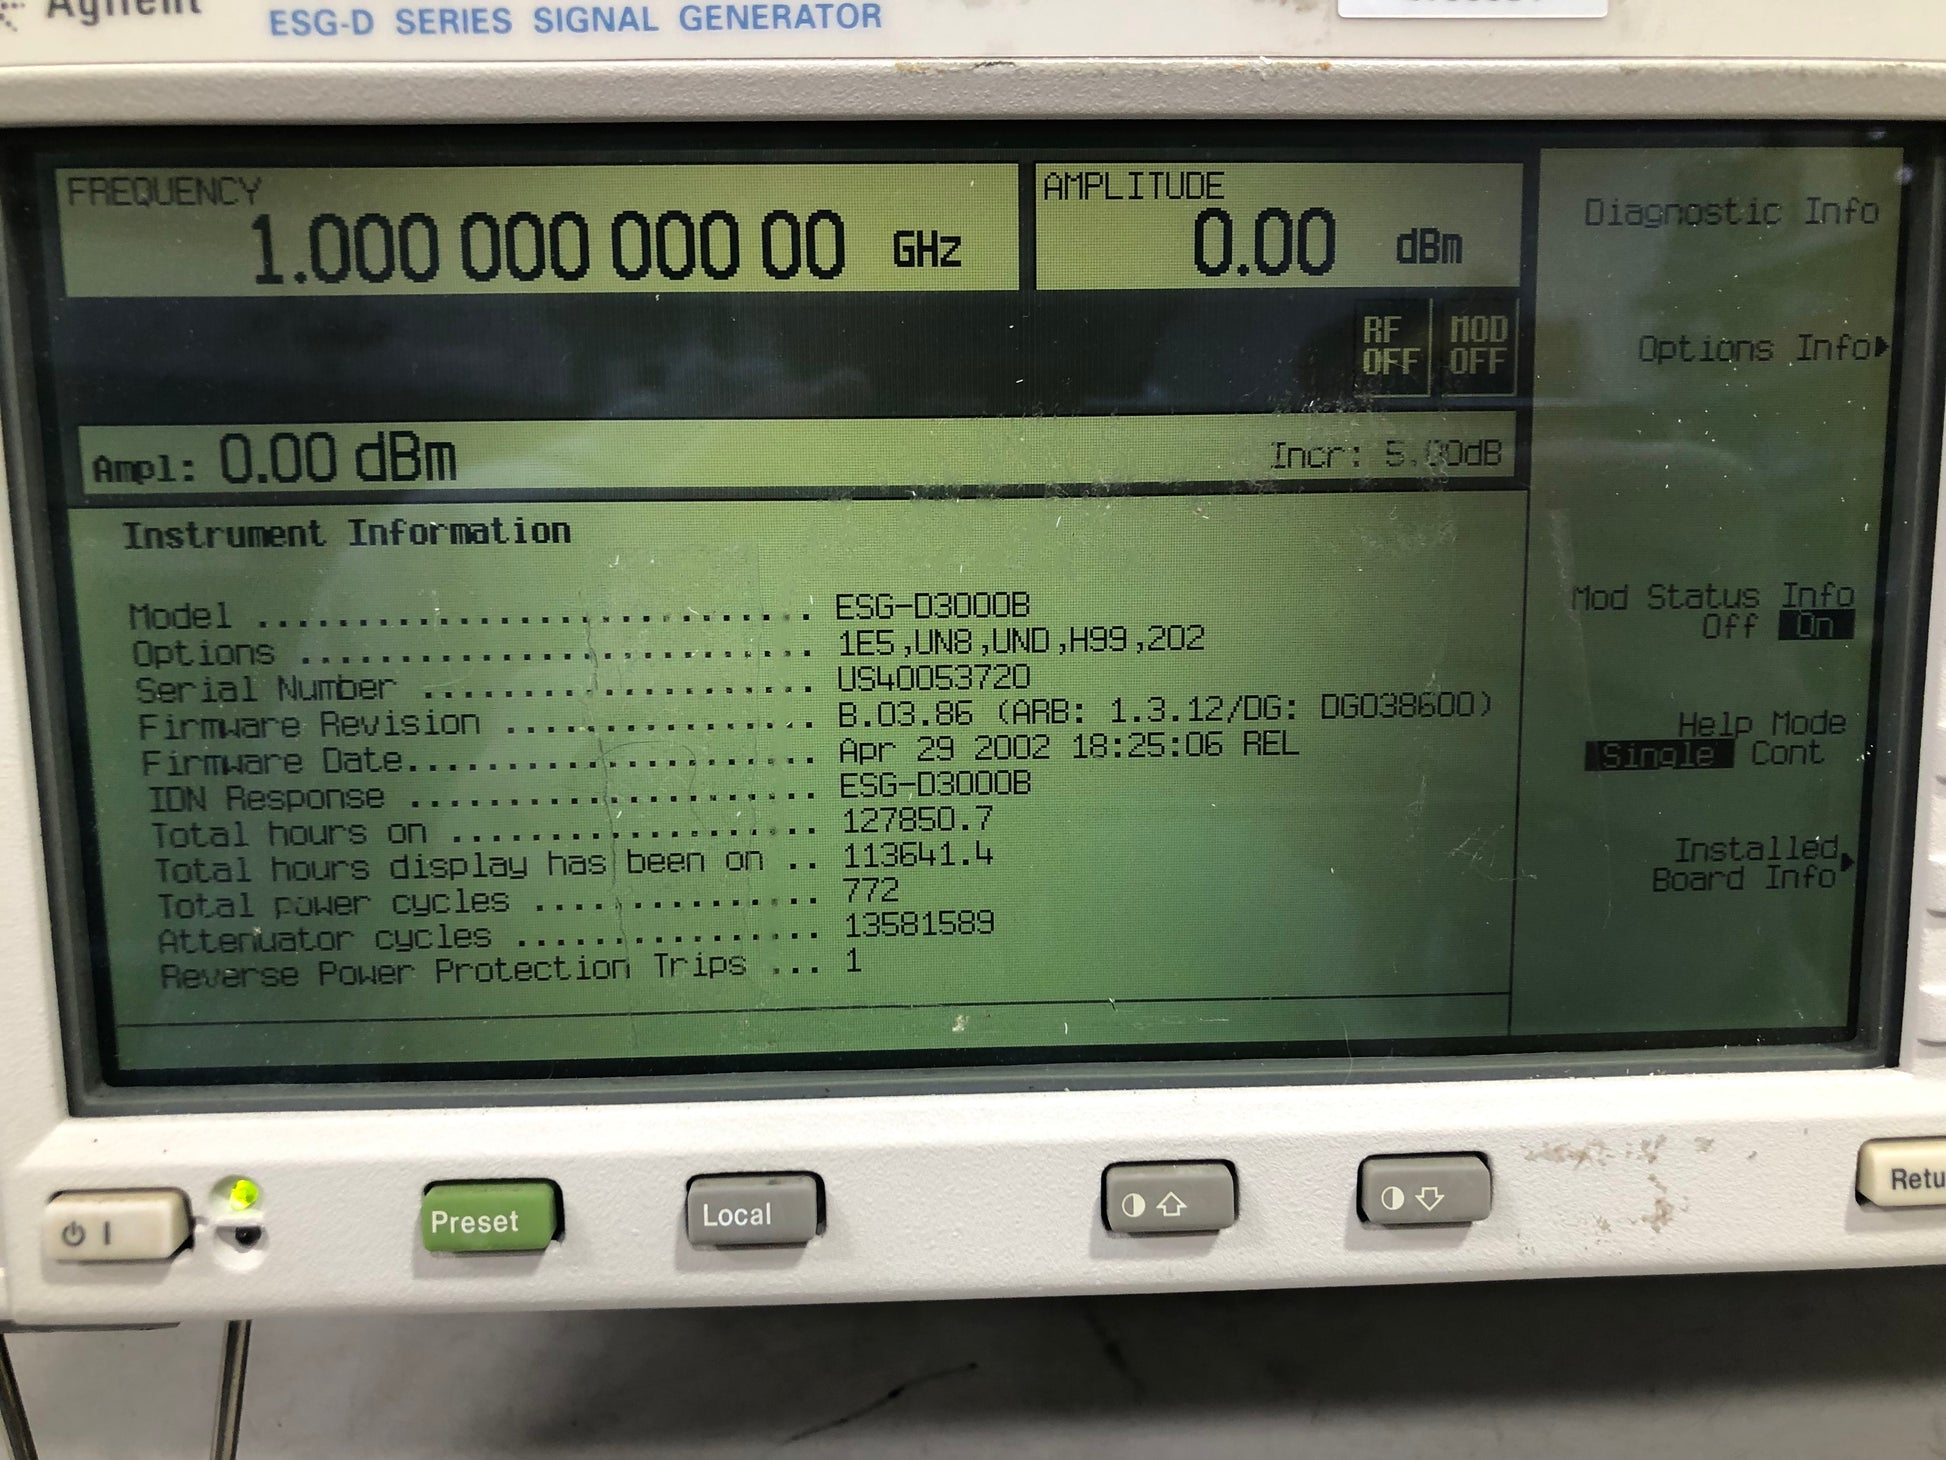 Agilent
ESG-D SERIES SIGNAL GENERATOR
FREQUENCY
1.000 000 000 00 GHz
AMPLITUDE
0.00 dBm
RF OFF
MOD OFF
Ampl: 0.00 dBm
Incr: 5.00dB
Instrument Information
Model ......................... ESG-D3000B
Options ....................... 1E5,UN8,UND,H99,202
Serial Number ................. US40053720
Firmware Revision ............. B.03.86 (ARB: 1.3.12/DG: DG038600)
Firmware Date.................. Apr 29 2002 18:25:06 REL
IDN Response .................. ESG-D3000B
Total hours on ................ 127850.7
Total hours display has been on .. 113641.4
Total power cycles ............. 772
Attenuator cycles .............. 13581589
Reverse Power Protection Trips ... 1
Diagnostic Info
Options Info
Mod Status Info
Off On
Help Mode
Single Cont
Installed
Board Info
Preset
Local